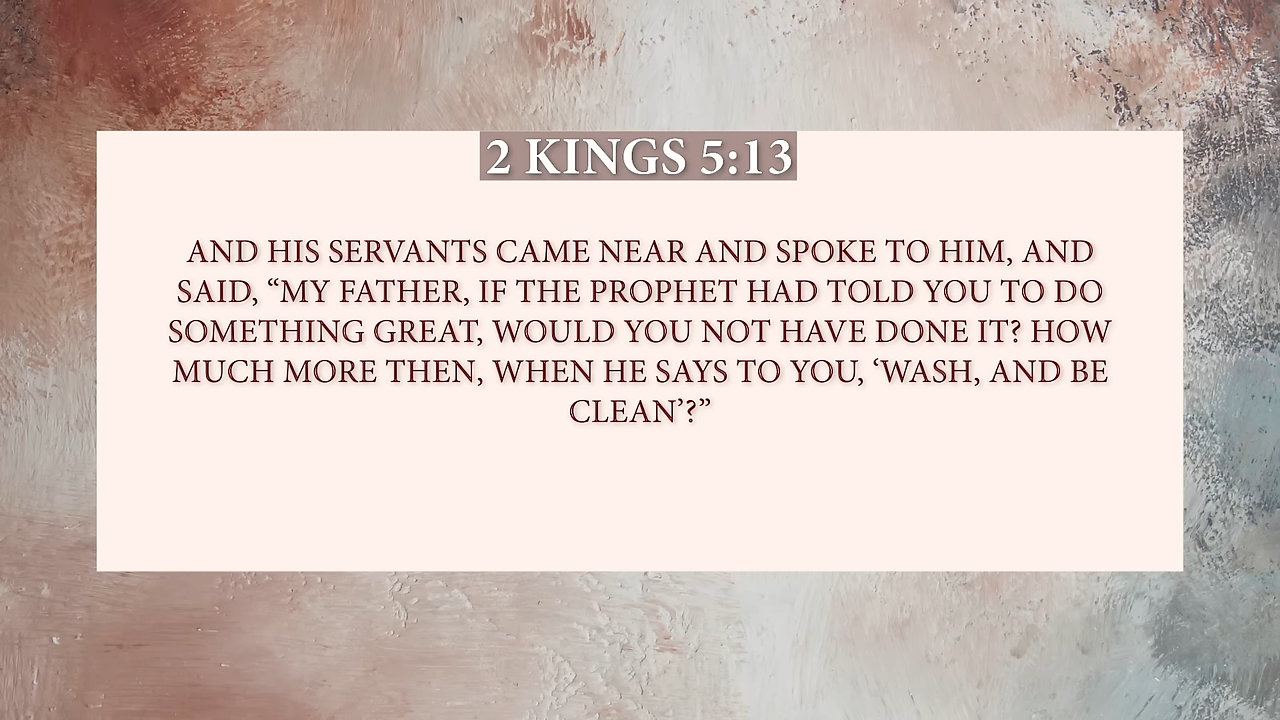 2 KINGS 5:13
AND HIS SERVANTS CAME NEAR AND SPOKE TO HIM, AND
SAID, “MY FATHER, IF THE PROPHET HAD TOLD YOU TO DO
SOMETHING GREAT, WOULD YOU NOT HAVE DONE IT? HOW
MUCH MORE THEN, WHEN HE SAYS TO YOU, ‘WASH, AND BE
CLEAN’?”